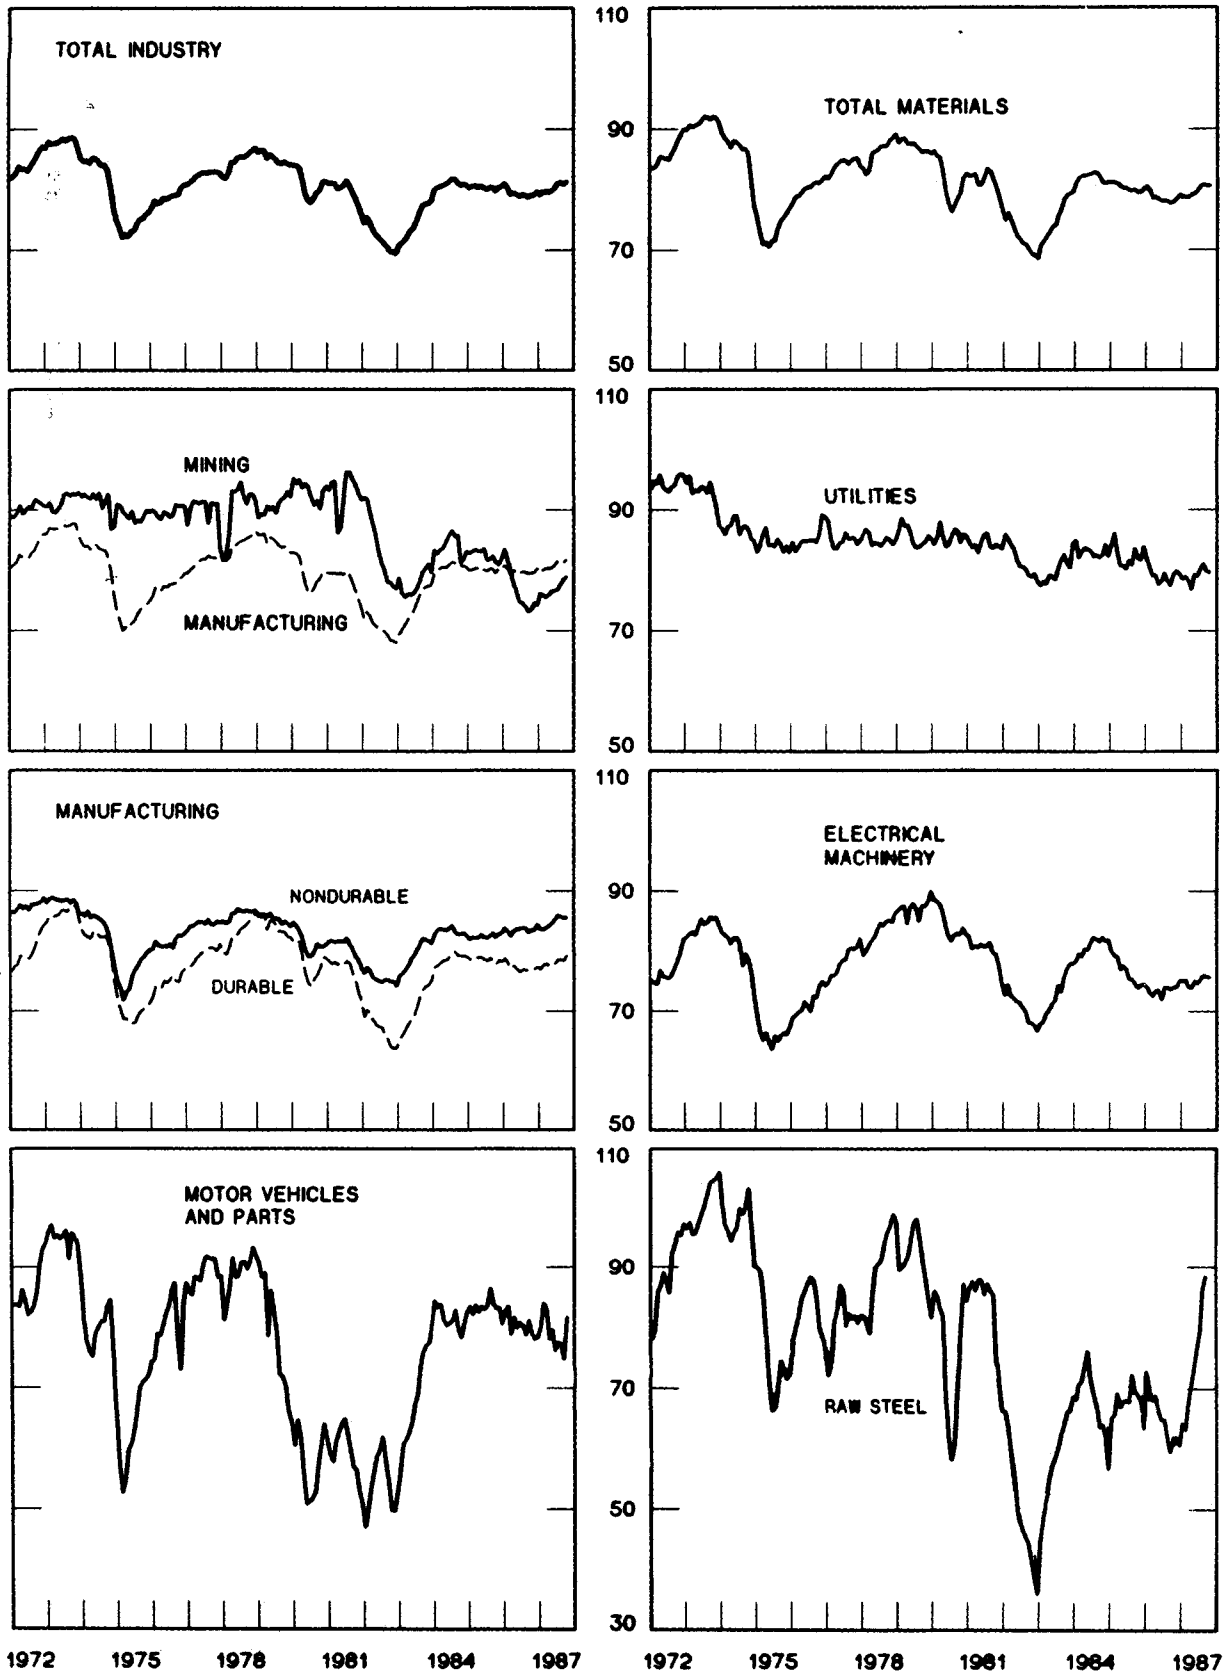 TOTAL INDUSTRY
110
TOTAL MATERIALS
90
70
50
110
MINING
MANUFACTURING
UTILITIES
90
70
50
MANUFACTURING
NONDURABLE
DURABLE
110
ELECTRICAL
MACHINERY
90
70
50
MOTOR VEHICLES
AND PARTS
110
90
70
RAW STEEL
50
30
1972 1975 1978 1981 1984 1987
1972 1975 1978 1981 1984 1987